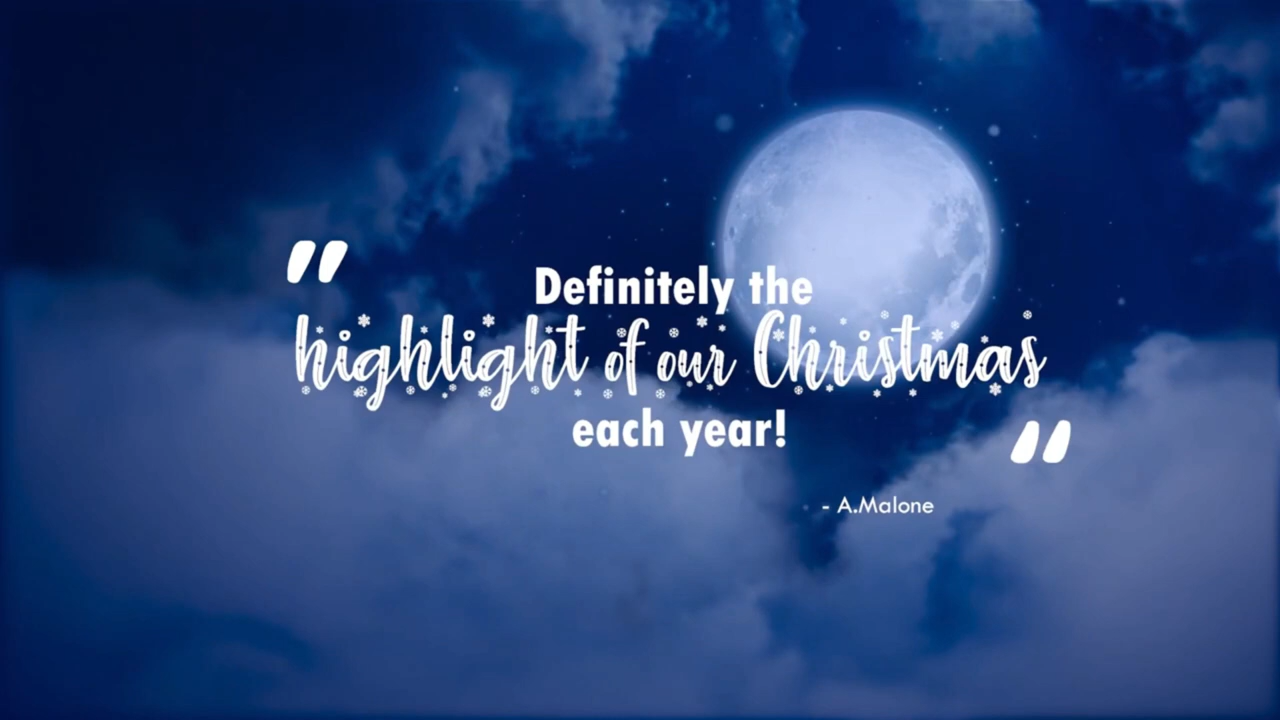 "Definitely the
highlight of our Christmas
each year!"
- A.Malone